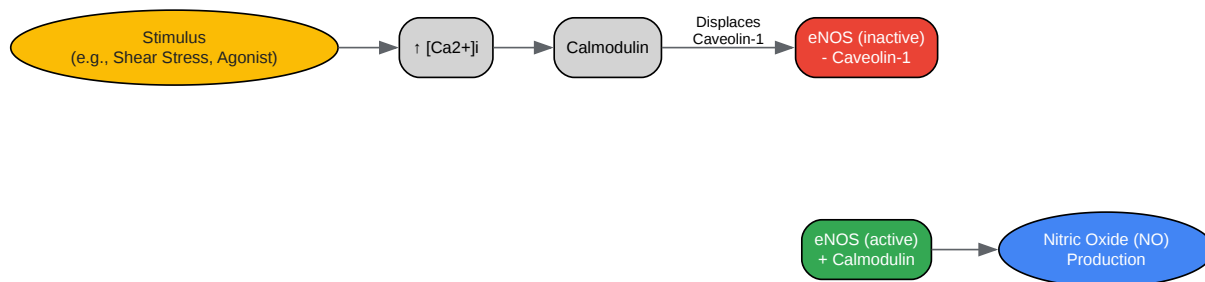 Stimulus
(e.g., Shear Stress, Agonist)
↑ [Ca2+]i
Calmodulin
Displaces
Caveolin-1
eNOS (inactive)
- Caveolin-1
eNOS (active)
+ Calmodulin
Nitric Oxide (NO)
Production